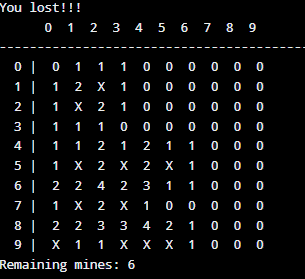 You lost!!!
0 1 2 3 4 5 6 7 8 9
------------------------------------------
0 | 0 1 1 1 0 0 0 0 0 0
1 | 1 2 X 1 0 0 0 0 0 0
2 | 1 X 2 1 0 0 0 0 0 0
3 | 1 1 1 0 0 0 0 0 0 0
4 | 1 1 2 1 2 1 1 0 0 0
5 | 1 X 2 X 2 X 1 0 0 0
6 | 2 2 4 2 3 1 1 0 0 0
7 | 1 X 2 X 1 0 0 0 0 0
8 | 2 2 3 3 4 2 1 0 0 0
9 | X 1 1 X X X 1 0 0 0
Remaining mines: 6